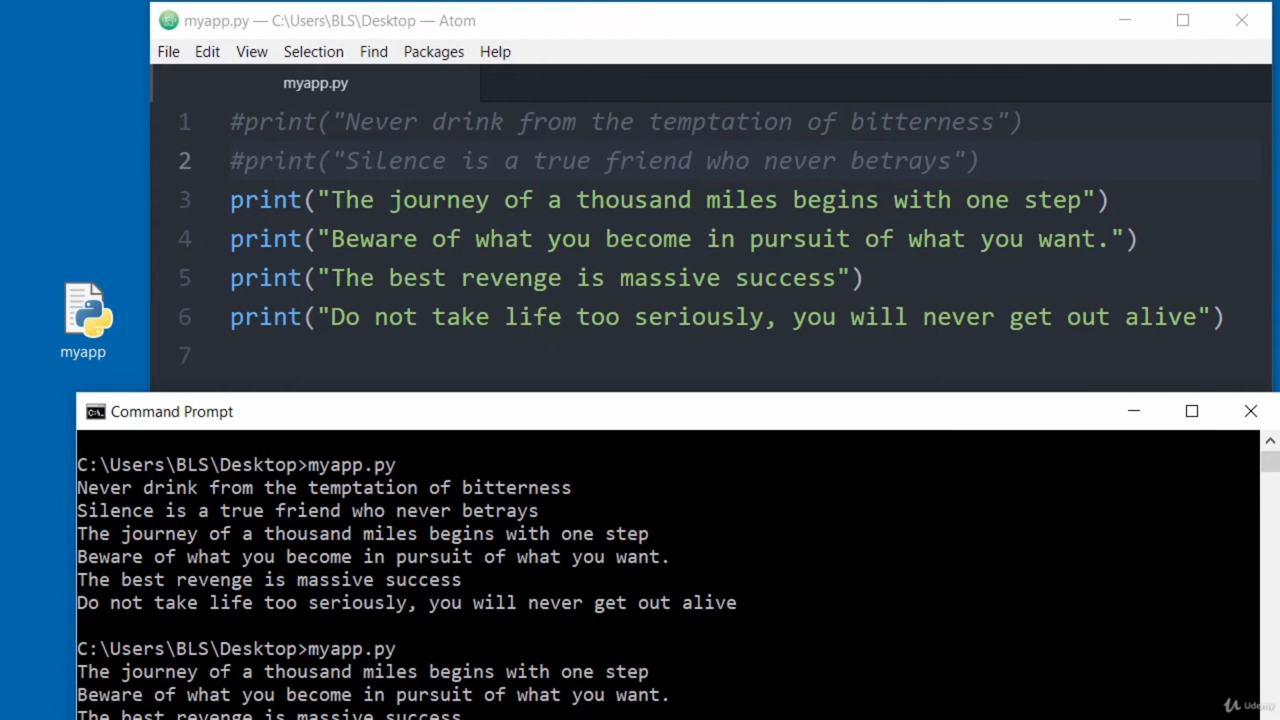 myapp.py — C:\Users\BLS\Desktop — Atom
File Edit View Selection Find Packages Help
myapp.py
1 #print("Never drink from the temptation of bitterness")
2 #print("Silence is a true friend who never betrays")
3 print("The journey of a thousand miles begins with one step")
4 print("Beware of what you become in pursuit of what you want.")
5 print("The best revenge is massive success")
6 print("Do not take life too seriously, you will never get out alive")
7
myapp
Command Prompt
C:\Users\BLS\Desktop>myapp.py
Never drink from the temptation of bitterness
Silence is a true friend who never betrays
The journey of a thousand miles begins with one step
Beware of what you become in pursuit of what you want.
The best revenge is massive success
Do not take life too seriously, you will never get out alive
C:\Users\BLS\Desktop>myapp.py
The journey of a thousand miles begins with one step
Beware of what you become in pursuit of what you want.
The best revenge is massive success
Udemy